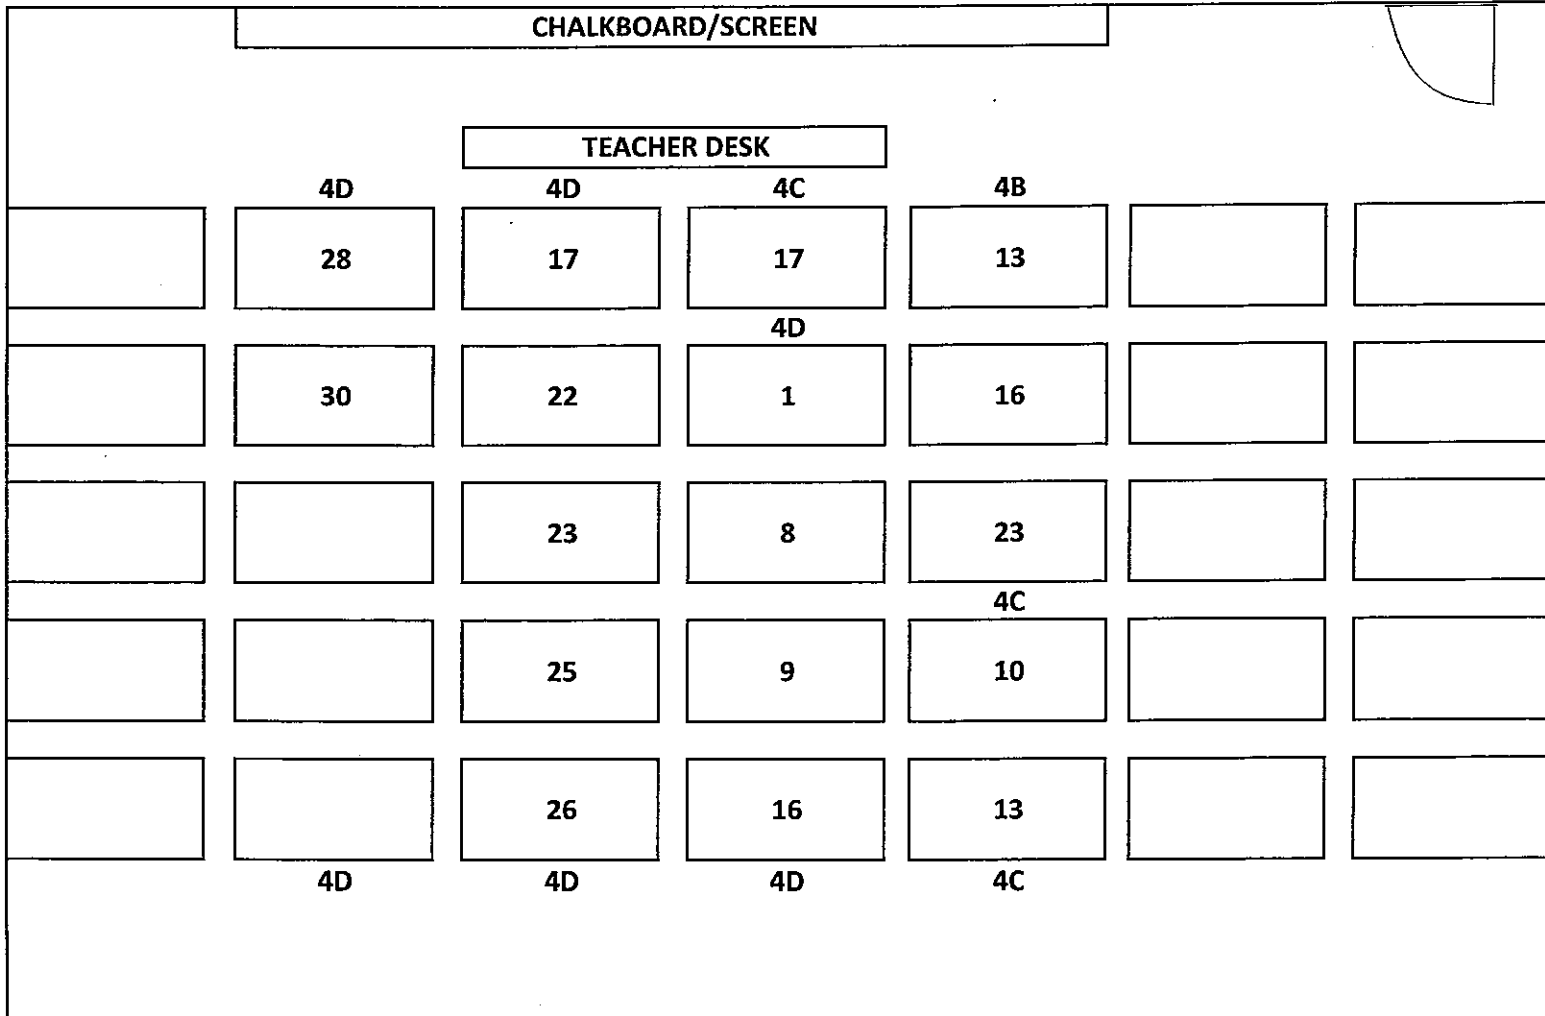 CHALKBOARD/SCREEN
TEACHER DESK
4D 4D 4C 4B
28 17 17 13
4D
30 22 1 16
23 8 23
4C
25 9 10
26 16 13
4D 4D 4D 4C